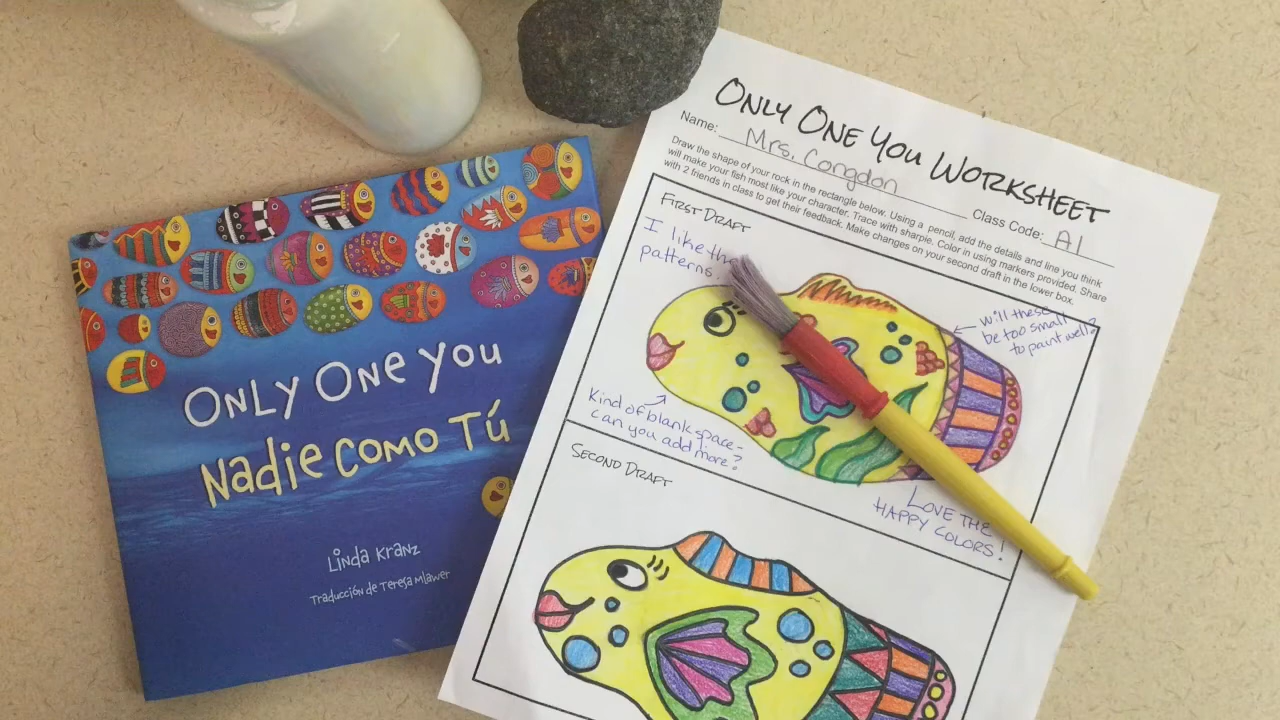 Only One You
Nadie Como Tú
Linda Kranz
Traducción de Teresa Mlawer
Only One You Worksheet
Name: Mrs. Congdon Class Code: A1
Draw the shape of your rock in the rectangle below. Using a pencil, add the details and line you think
will make your fish most like your character. Trace with sharpie. Color in using markers provided. Share
with 2 friends in class to get their feedback. Make changes on your second draft in the lower box.
First Draft
I like the
patterns.
will these
be too small
to paint well?
Kind of blank space-
can you add more?
Love the
happy colors!
Second Draft